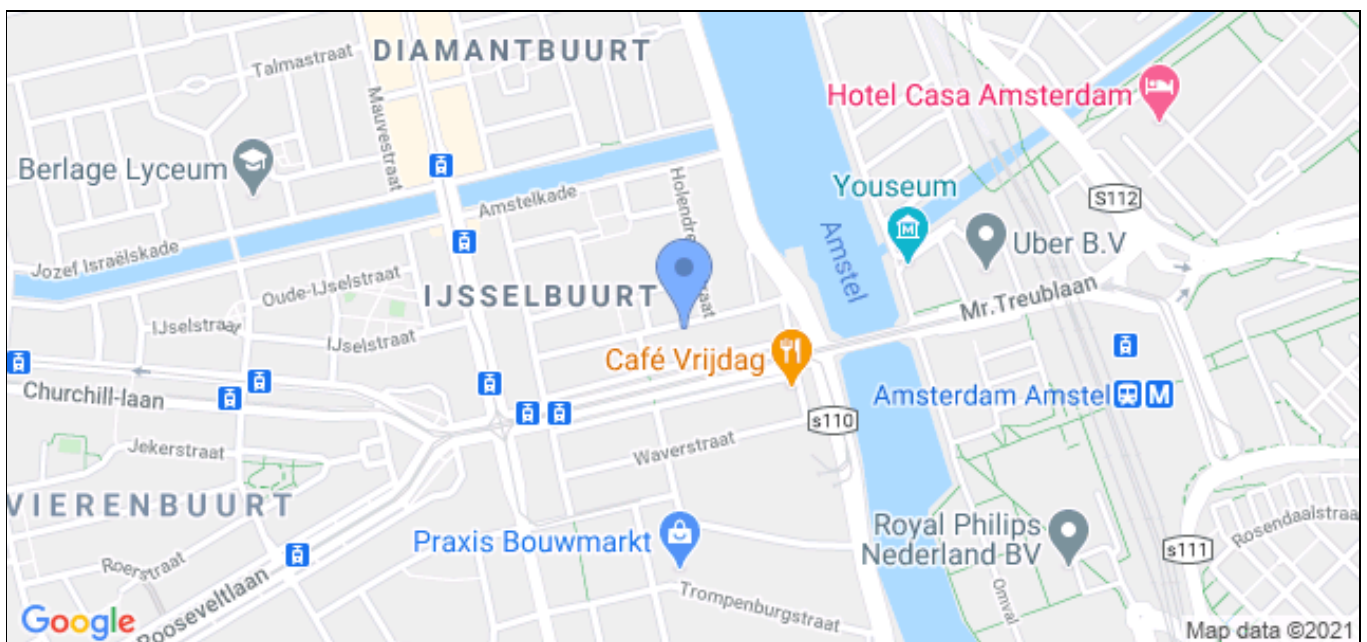 DIAMANTBUURT
Talmastraat
Mauvestraat
Hotel Casa Amsterdam
Berlage Lyceum
Youseum
S112
Amstelkade
Uber B.V
Jozef Israëlskade
Amstel
Oude-IJselstraat
IJSSELBUURT
Mr.Treublaan
IJselstraat
IJselstraat
Café Vrijdag
Churchill-laan
Amsterdam Amstel
M
s110
Jekerstraat
Waverstraat
VIERENBUURT
Praxis Bouwmarkt
Royal Philips
Nederland BV
s111
Rosendaalstraa
Roerstraat
Rooseveltlaan
Trompenburgstraat
Omval
Google
Map data ©2021